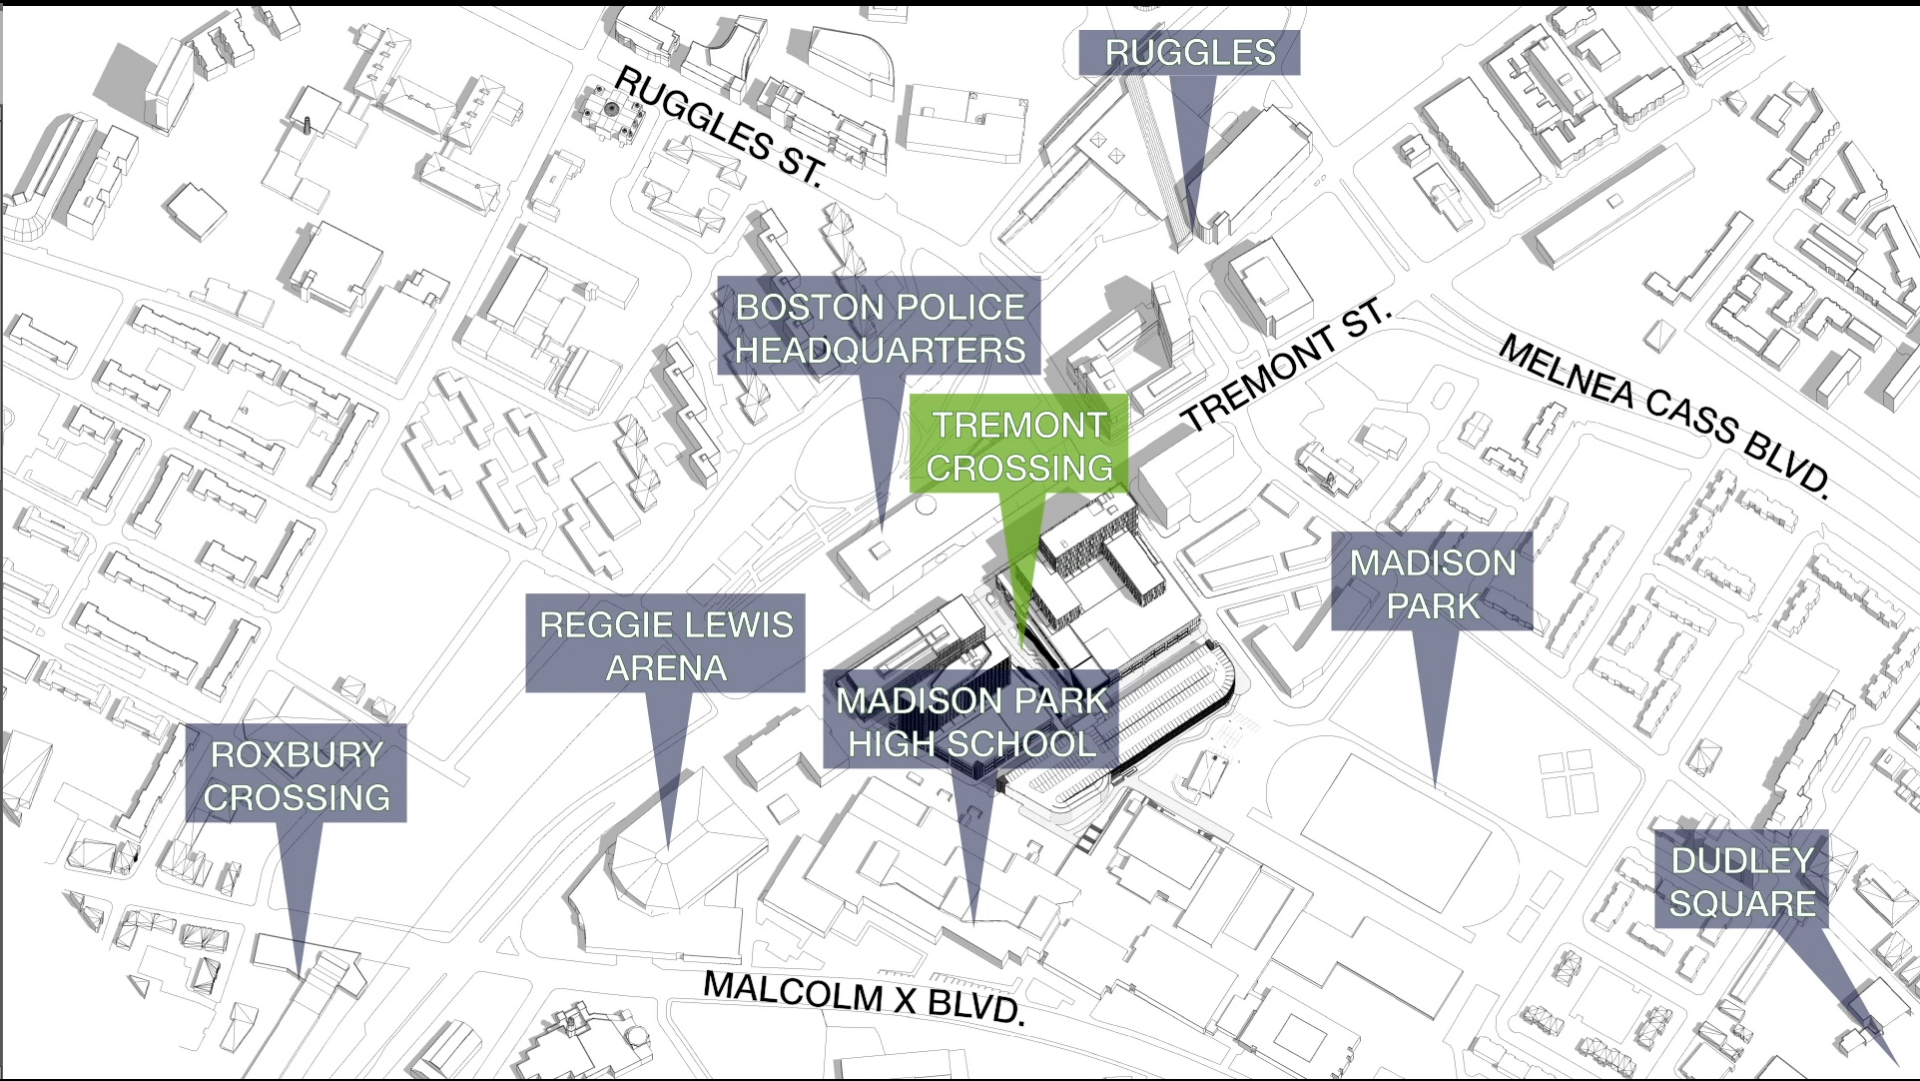 RUGGLES
RUGGLES ST.
BOSTON POLICE
HEADQUARTERS
TREMONT ST.
MELNEA CASS BLVD.
TREMONT
CROSSING
MADISON
PARK
REGGIE LEWIS
ARENA
MADISON PARK
HIGH SCHOOL
ROXBURY
CROSSING
DUDLEY
SQUARE
MALCOLM X BLVD.